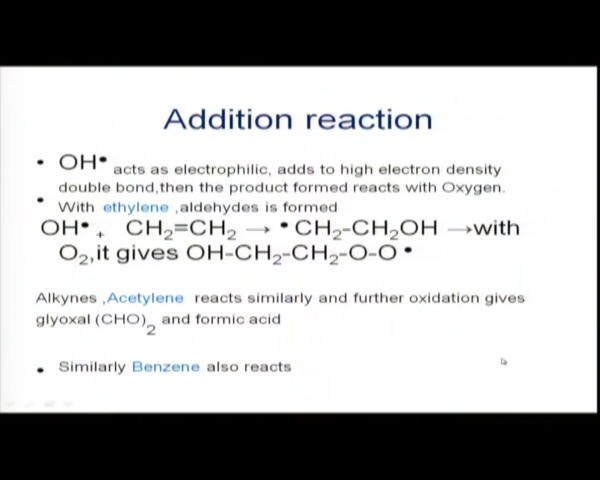 Addition reaction
• OH• acts as electrophilic, adds to high electron density
double bond,then the product formed reacts with Oxygen.
• With ethylene ,aldehydes is formed
OH• + CH₂=CH₂ → •CH₂-CH₂OH →with
O₂,it gives OH-CH₂-CH₂-O-O •
Alkynes ,Acetylene reacts similarly and further oxidation gives
glyoxal (CHO)₂ and formic acid
• Similarly Benzene also reacts